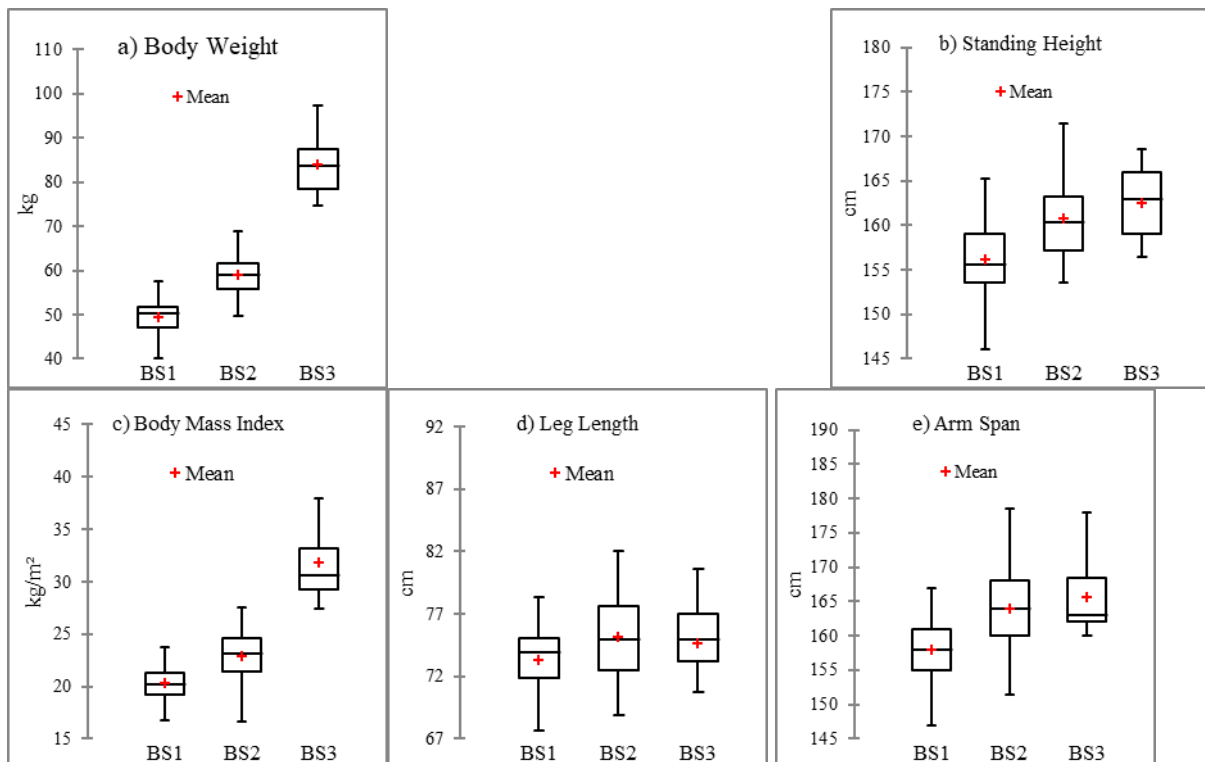 a) Body Weight
110
100
90
80
70
60
50
40
kg
Mean
BS1 BS2 BS3
b) Standing Height
180
175
170
165
160
155
150
145
cm
Mean
BS1 BS2 BS3
c) Body Mass Index
45
40
35
30
25
20
15
kg/m²
Mean
BS1 BS2 BS3
d) Leg Length
92
87
82
77
72
67
cm
Mean
BS1 BS2 BS3
e) Arm Span
190
185
180
175
170
165
160
155
150
145
cm
Mean
BS1 BS2 BS3